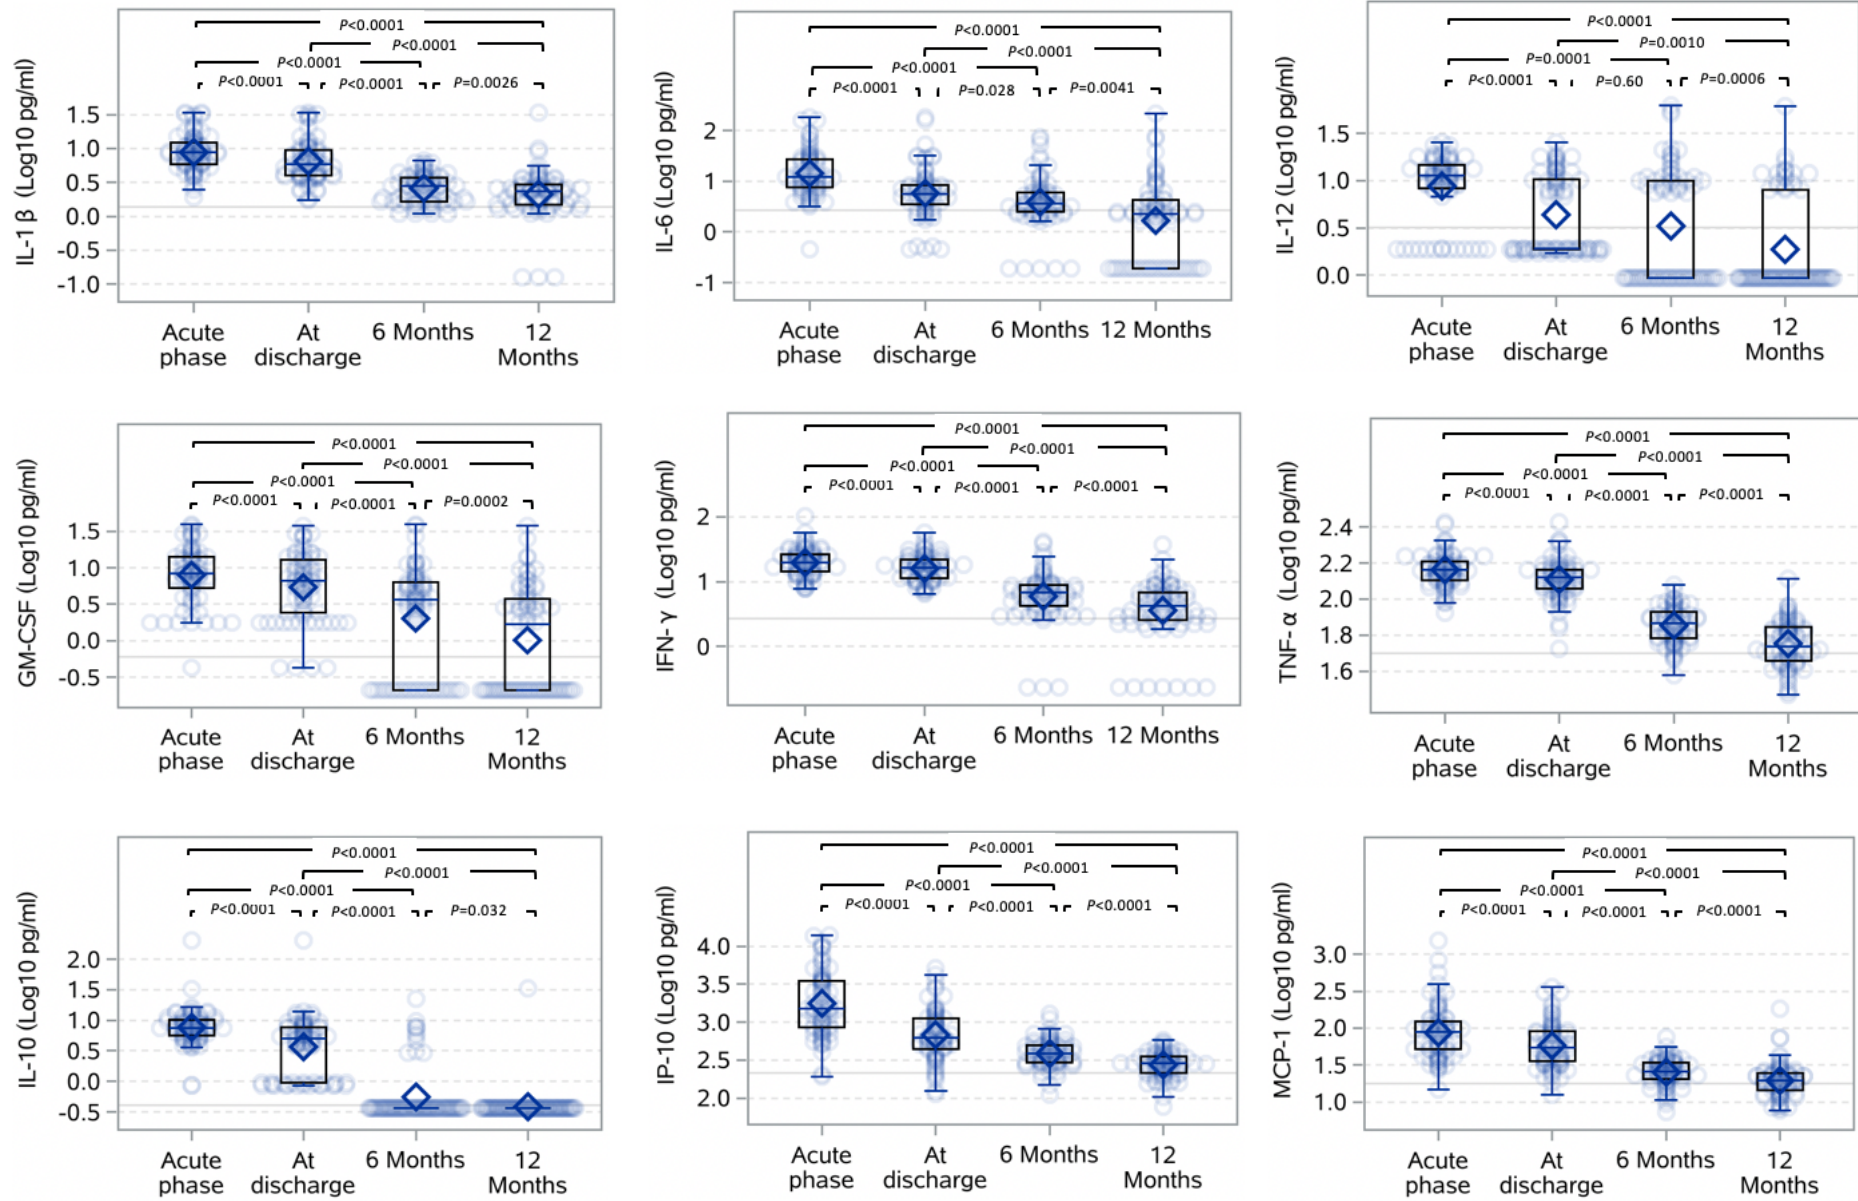 IL-1 β (Log10 pg/ml)
P<0.0001
P<0.0001
P<0.0001
P<0.0001 P<0.0001 P=0.0026
1.5
1.0
0.5
0.0
-0.5
-1.0
Acute phase
At discharge
6 Months
12 Months
IL-6 (Log10 pg/ml)
P<0.0001
P<0.0001
P<0.0001
P<0.0001 P=0.028 P=0.0041
2
1
0
-1
Acute phase
At discharge
6 Months
12 Months
IL-12 (Log10 pg/ml)
P<0.0001
P=0.0010
P=0.0001
P<0.0001 P=0.60 P=0.0006
1.5
1.0
0.5
0.0
Acute phase
At discharge
6 Months
12 Months
GM-CSF (Log10 pg/ml)
P<0.0001
P<0.0001
P<0.0001
P<0.0001 P<0.0001 P=0.0002
1.5
1.0
0.5
0.0
-0.5
Acute phase
At discharge
6 Months
12 Months
IFN- γ (Log10 pg/ml)
P<0.0001
P<0.0001
P<0.0001
P<0.0001 P<0.0001 P<0.0001
2
1
0
Acute phase
At discharge
6 Months
12 Months
TNF- α (Log10 pg/ml)
P<0.0001
P<0.0001
P<0.0001
P<0.0001 P<0.0001 P<0.0001
2.4
2.2
2.0
1.8
1.6
Acute phase
At discharge
6 Months
12 Months
IL-10 (Log10 pg/ml)
P<0.0001
P<0.0001
P<0.0001
P<0.0001 P<0.0001 P=0.032
2.0
1.5
1.0
0.5
0.0
-0.5
Acute phase
At discharge
6 Months
12 Months
IP-10 (Log10 pg/ml)
P<0.0001
P<0.0001
P<0.0001
P<0.0001 P<0.0001 P<0.0001
4.0
3.5
3.0
2.5
2.0
Acute phase
At discharge
6 Months
12 Months
MCP-1 (Log10 pg/ml)
P<0.0001
P<0.0001
P<0.0001
P<0.0001 P<0.0001 P<0.0001
3.0
2.5
2.0
1.5
1.0
Acute phase
At discharge
6 Months
12 Months